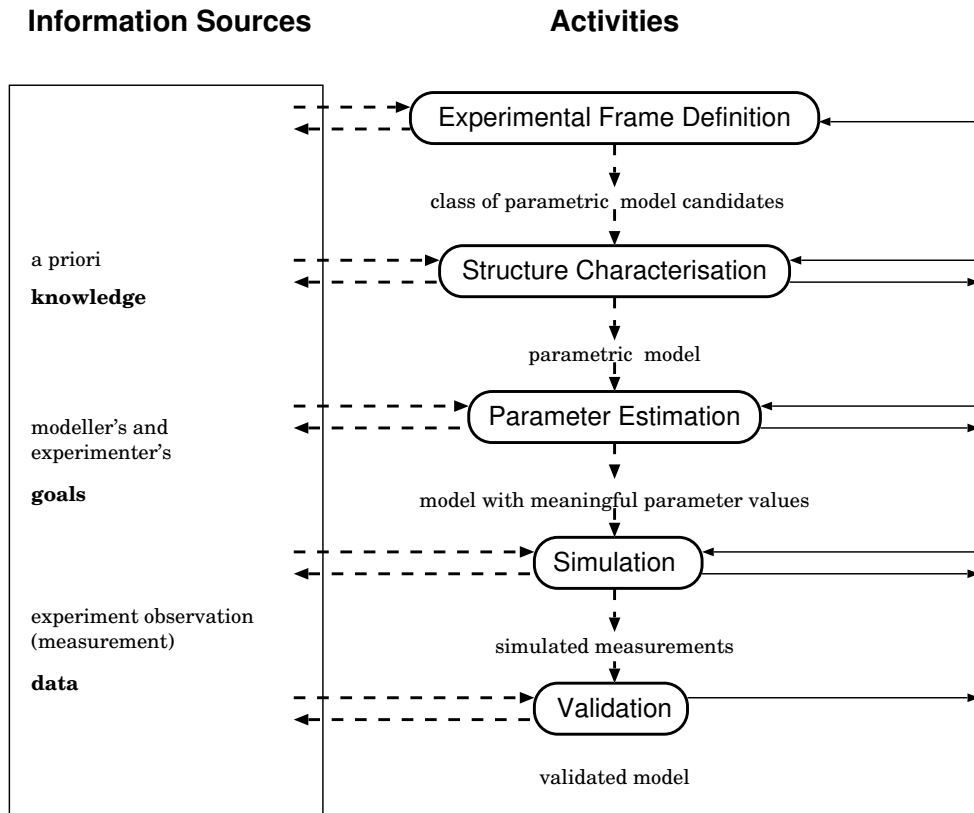 Information Sources
Activities
Experimental Frame Definition
class of parametric model candidates
a priori
knowledge
Structure Characterisation
parametric model
modeller's and
experimenter's
goals
Parameter Estimation
model with meaningful parameter values
Simulation
experiment observation
(measurement)
data
simulated measurements
Validation
validated model